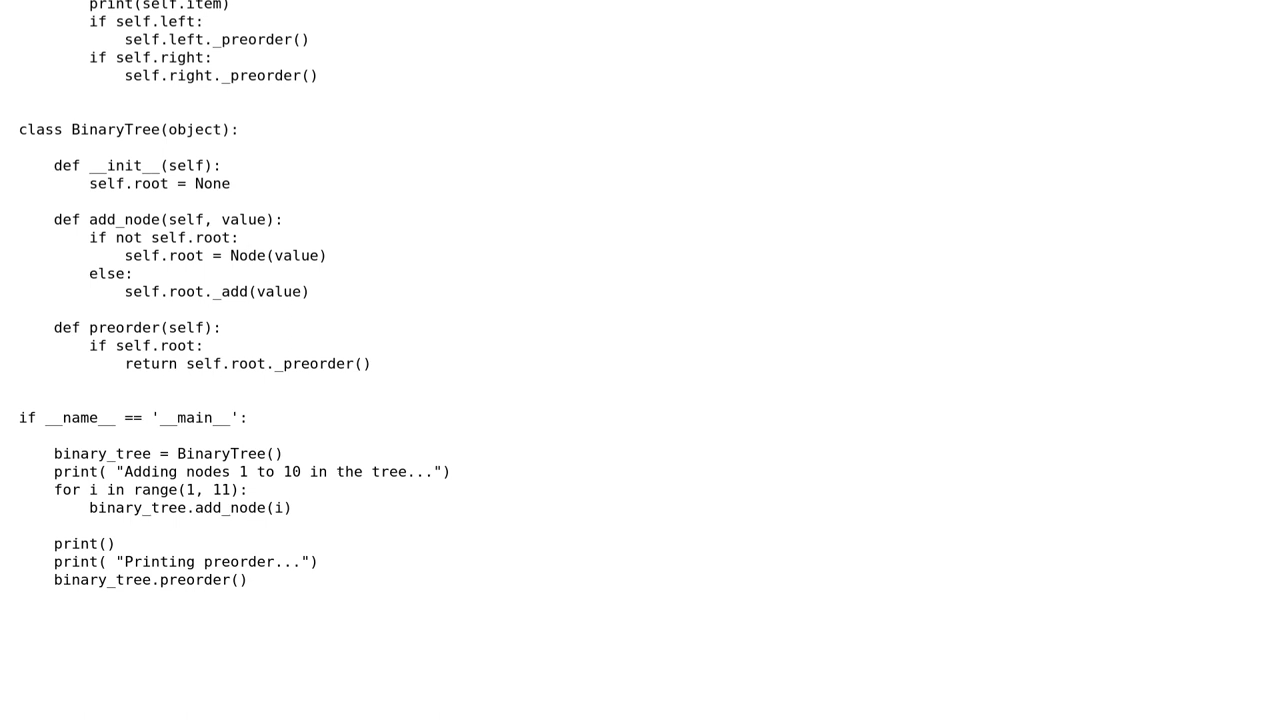 print(self.item)
        if self.left:
            self.left._preorder()
        if self.right:
            self.right._preorder()


class BinaryTree(object):

    def __init__(self):
        self.root = None

    def add_node(self, value):
        if not self.root:
            self.root = Node(value)
        else:
            self.root._add(value)

    def preorder(self):
        if self.root:
            return self.root._preorder()


if __name__ == '__main__':

    binary_tree = BinaryTree()
    print( "Adding nodes 1 to 10 in the tree...")
    for i in range(1, 11):
        binary_tree.add_node(i)

    print()
    print( "Printing preorder...")
    binary_tree.preorder()